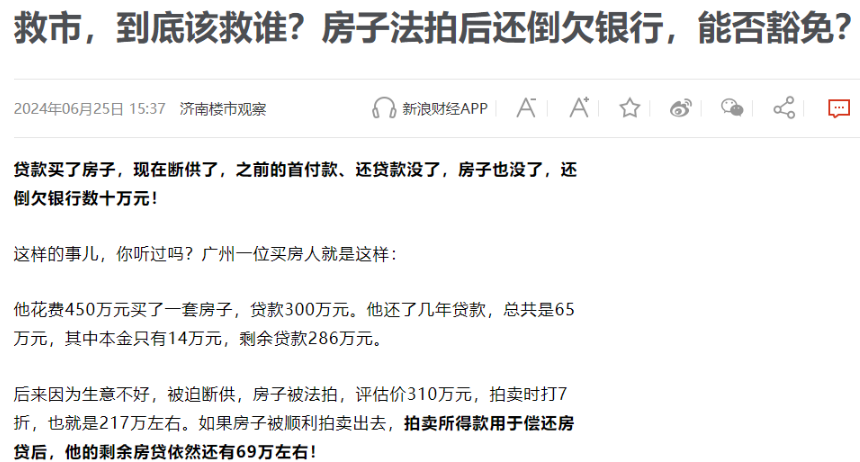 救市，到底该救谁？房子法拍后还倒欠银行，能否豁免？
2024年06月25日 15:37 济南楼市观察 新浪财经APP
贷款买了房子，现在断供了，之前的首付款、还贷款没了，房子也没了，还
倒欠银行数十万元！
这样的事儿，你听过吗？广州一位买房人就是这样：
他花费450万元买了一套房子，贷款300万元。他还了几年贷款，总共是65
万元，其中本金只有14万元，剩余贷款286万元。
后来因为生意不好，被迫断供，房子被法拍，评估价310万元，拍卖时打7
折，也就是217万左右。如果房子被顺利拍卖出去，拍卖所得款用于偿还房
贷后，他的剩余房贷依然还有69万左右！